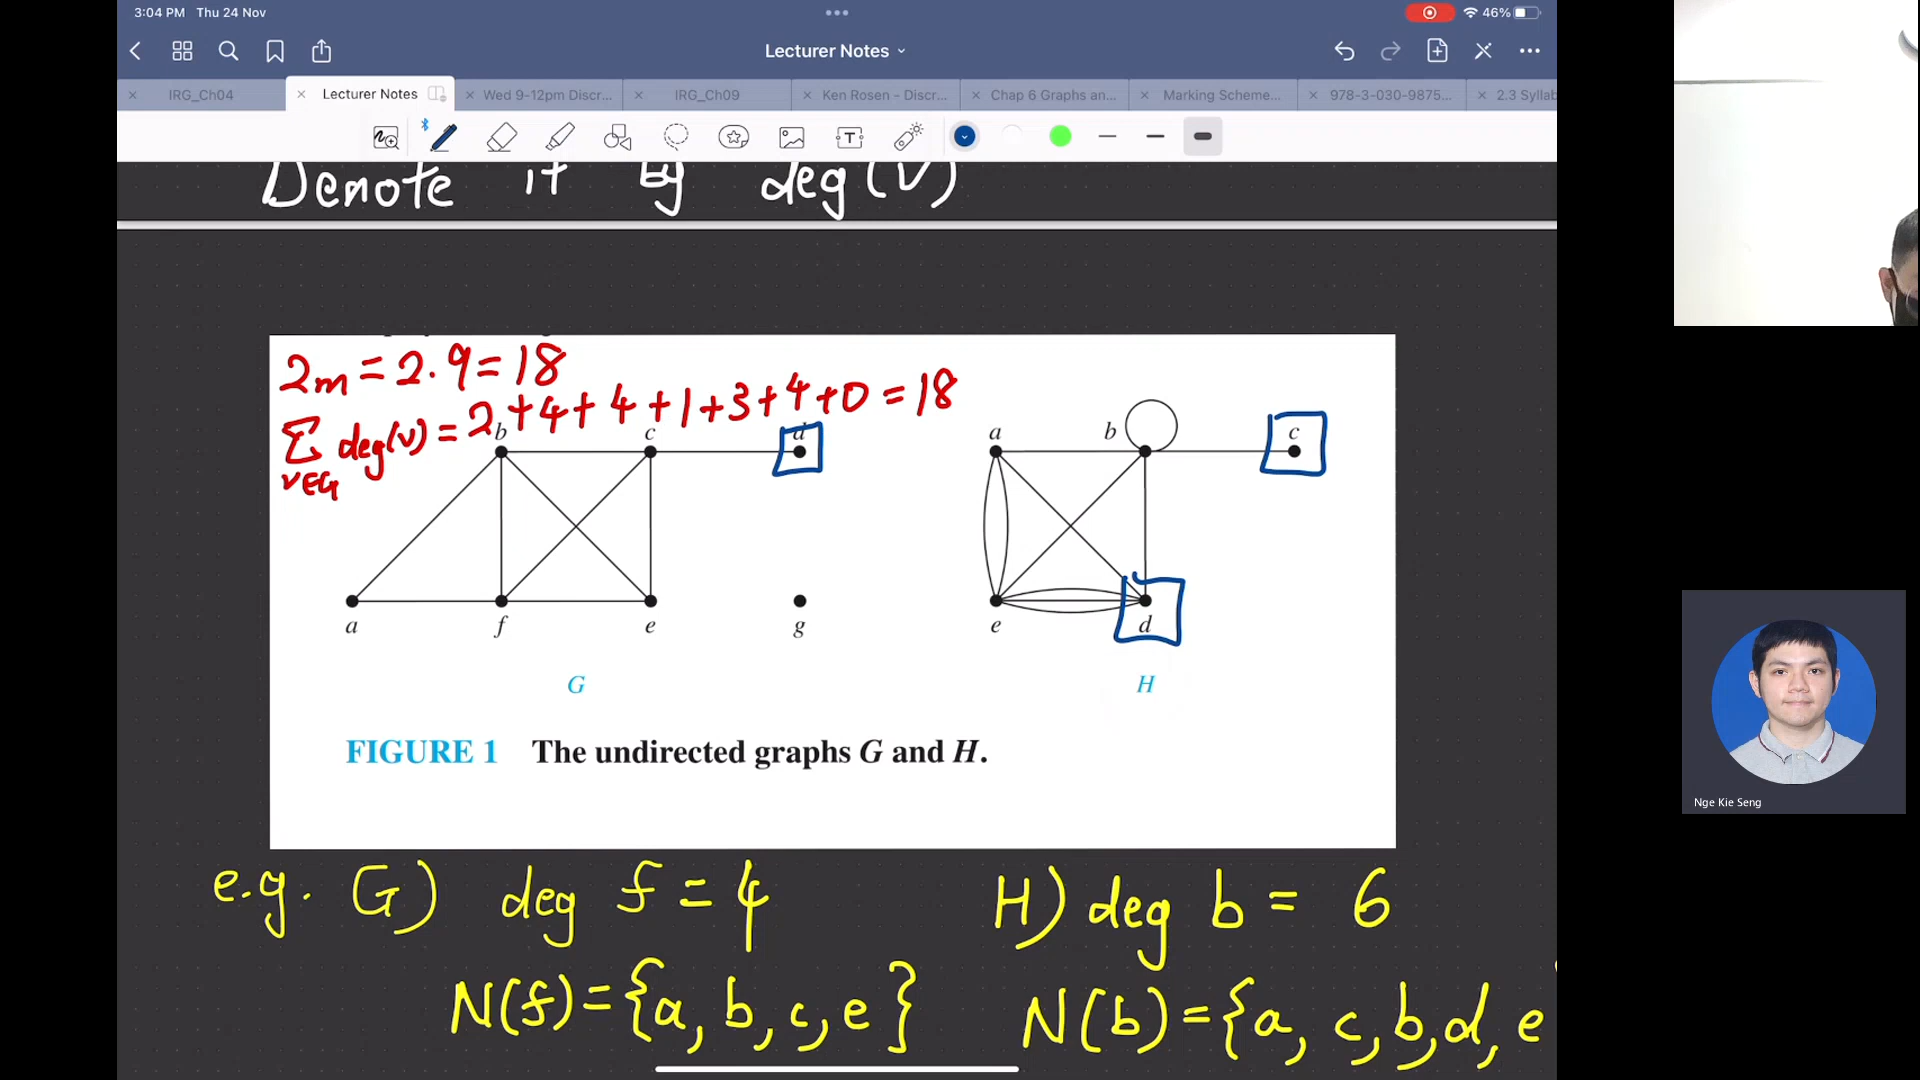 3:04 PM Thu 24 Nov
46%
Lecturer Notes
IRG_Ch04
Lecturer Notes
Wed 9-12pm Discr...
IRG_Ch09
Ken Rosen – Discr...
Chap 6 Graphs an...
Marking Scheme...
978-3-030-9875...
2.3 Syllab
Denote it by deg(v)
2m = 2·9 = 18
∑ deg(v) = 2+4+4+1+3+4+0 = 18
v∈G
b c d
a b c
a f e g
e d
G H
FIGURE 1 The undirected graphs G and H.
e.g. G) deg f = 4
H) deg b = 6
N(f) = {a, b, c, e}
N(b) = {a, c, b, d, e
Nge Kie Seng